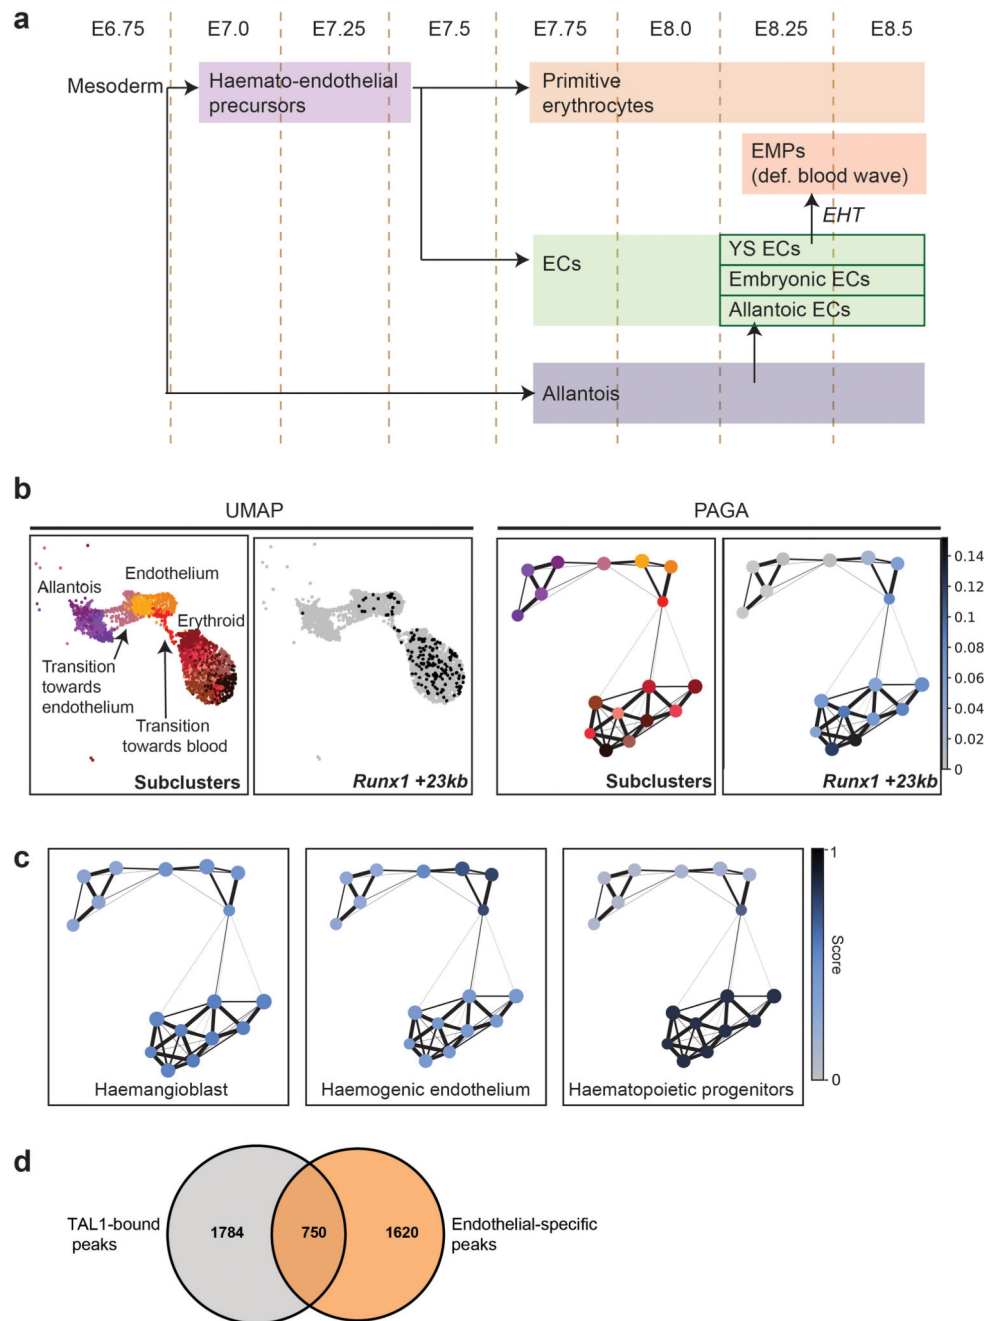 a
E6.75 E7.0 E7.25 E7.5 E7.75 E8.0 E8.25 E8.5
Mesoderm
Haemato-endothelial
precursors
Primitive
erythrocytes
EMPs
(def. blood wave)
EHT
ECs
YS ECs
Embryonic ECs
Allantoic ECs
Allantois
b
UMAP
PAGA
Allantois
Endothelium
Erythroid
Transition
towards
endothelium
Transition
towards blood
Subclusters
Runx1 +23kb
Subclusters
Runx1 +23kb
0.14
0.12
0.1
0.08
0.06
0.04
0.02
0
c
Haemangioblast
Haemogenic endothelium
Haematopoietic progenitors
1
Score
0
d
TAL1-bound
peaks
1784
750
1620
Endothelial-specific
peaks